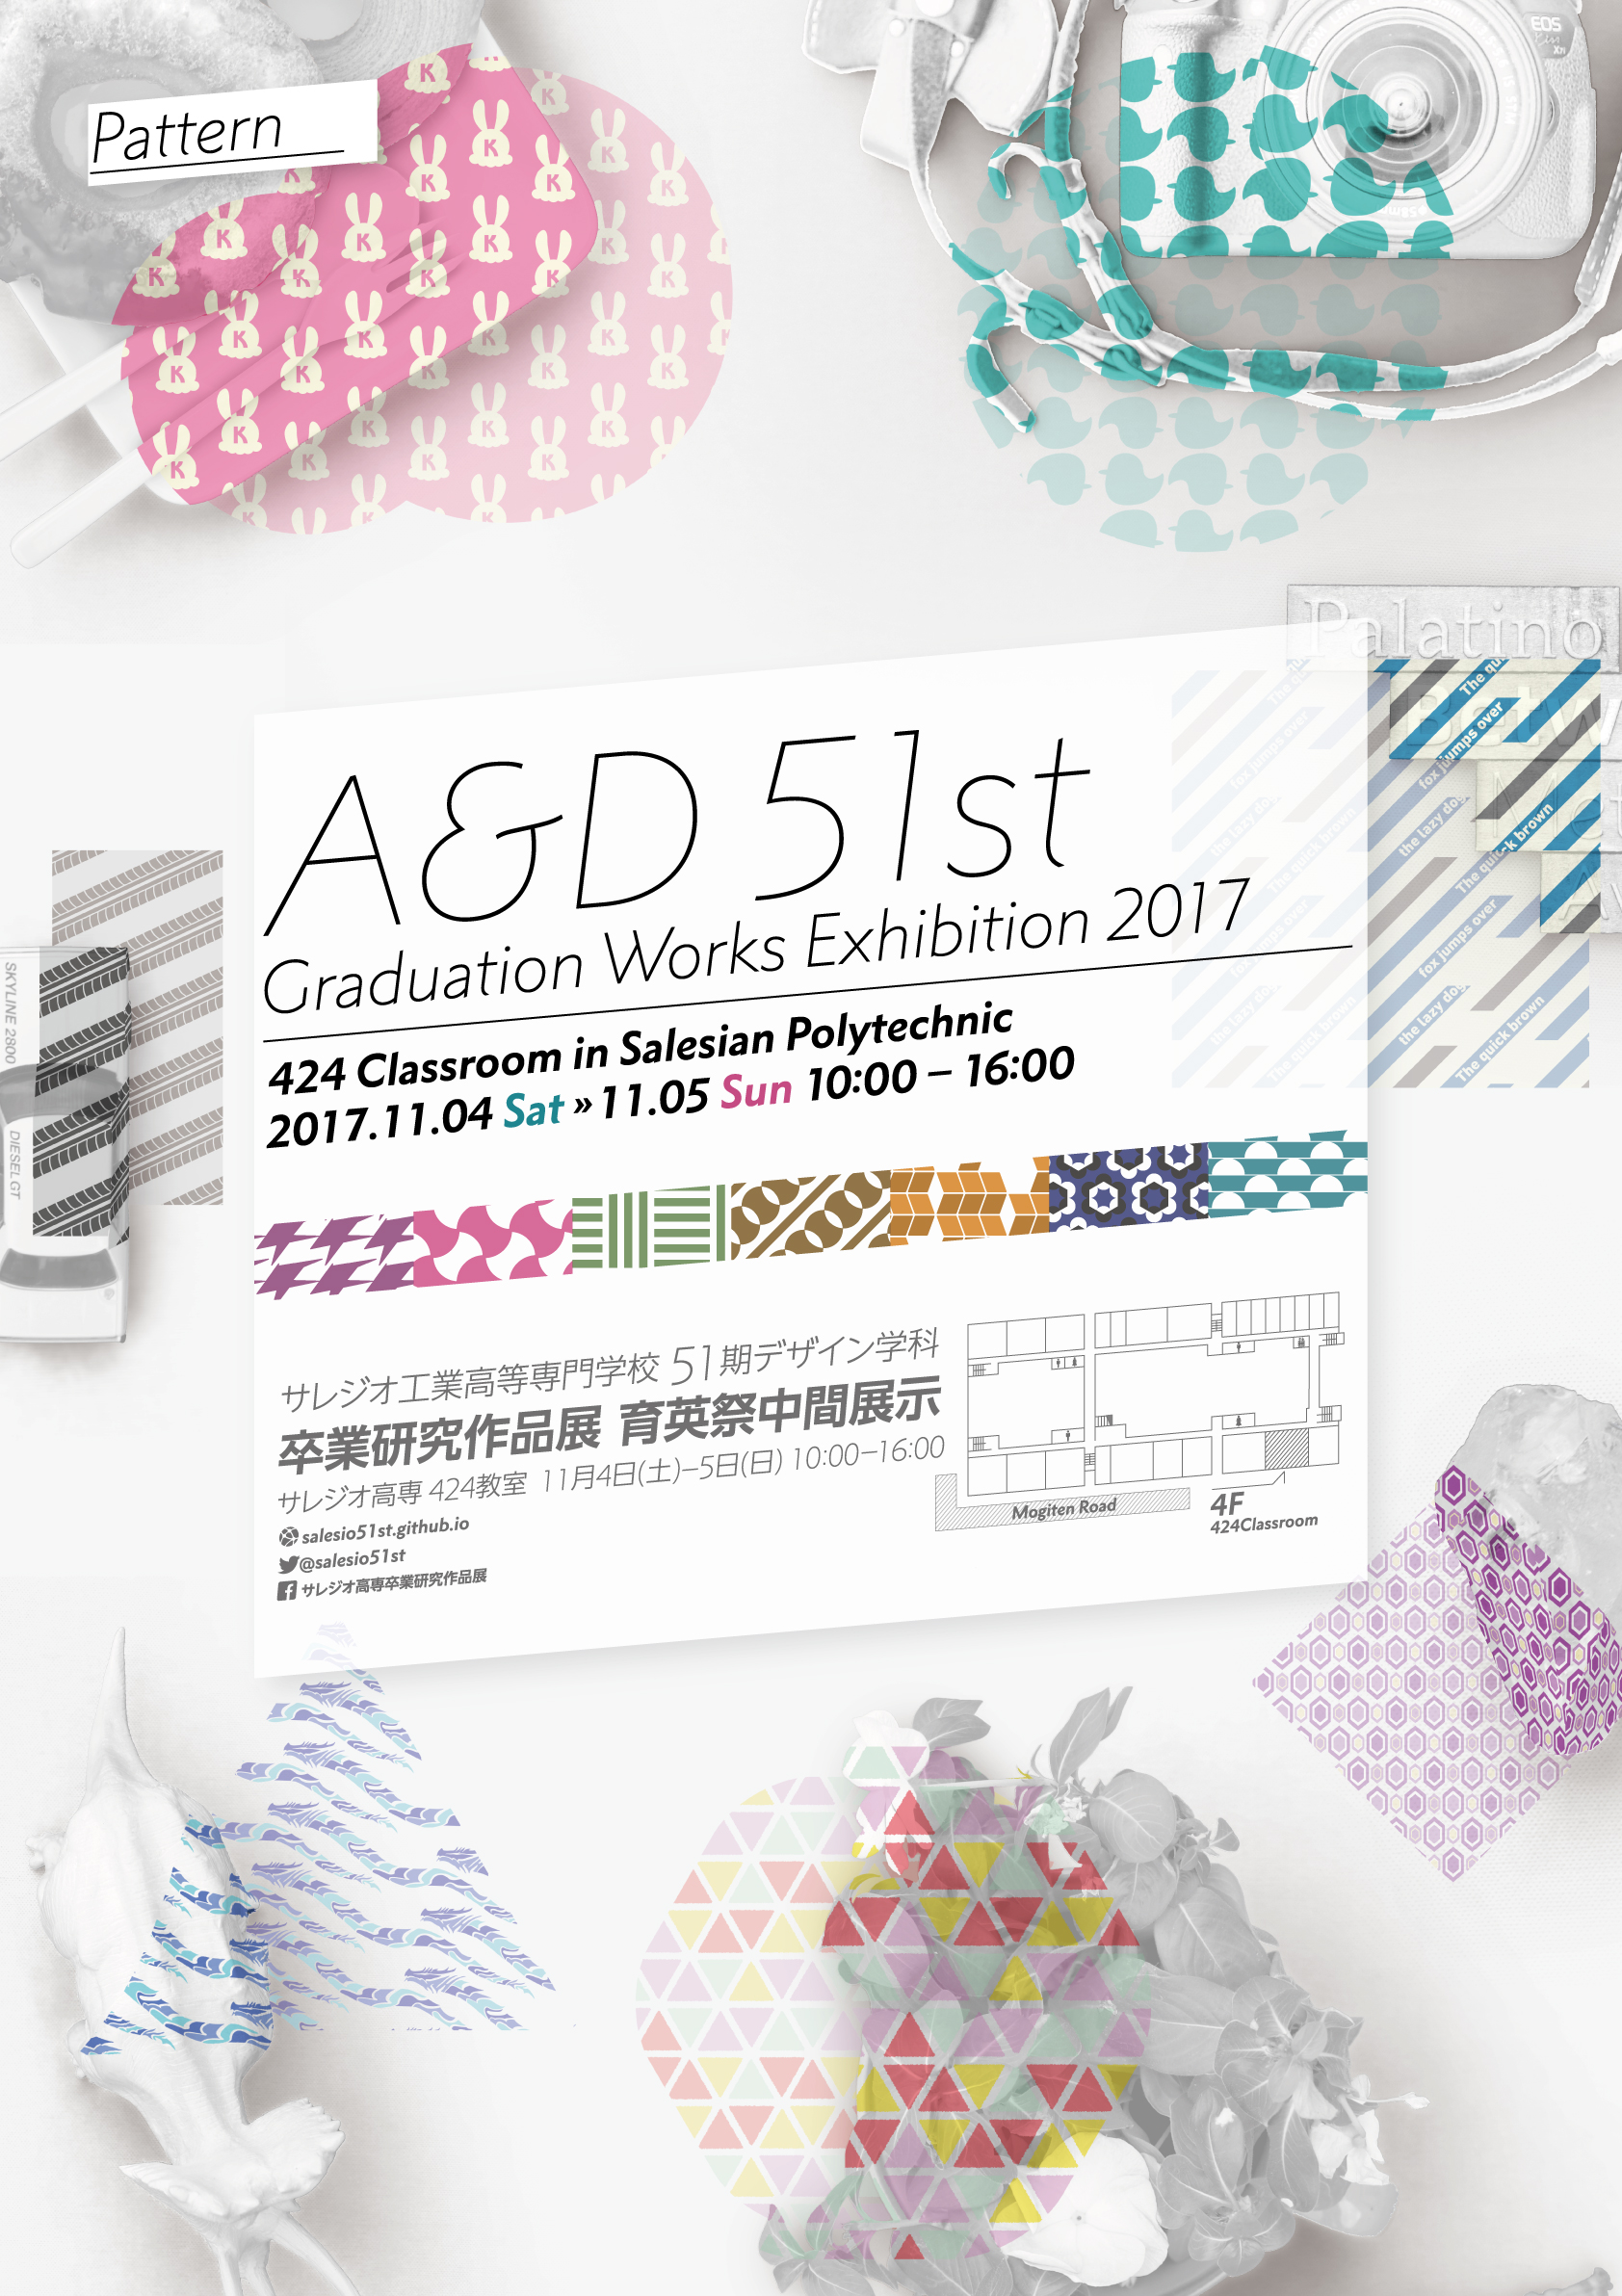 Pattern
EOS
Kiss
X7i
Palatino
A&D 51st
Graduation Works Exhibition 2017
424 Classroom in Salesian Polytechnic
2017.11.04 Sat » 11.05 Sun 10:00 – 16:00
The quick brown
fox jumps over
the lazy dog
SKYLINE 2800
DIESEL GT
サレジオ工業高等専門学校 51期デザイン学科
卒業研究作品展 育英祭中間展示
サレジオ高専 424教室 11月4日(土)–5日(日) 10:00–16:00
salesio51st.github.io
@salesio51st
サレジオ高専卒業研究作品展
Mogiten Road
4F
424Classroom